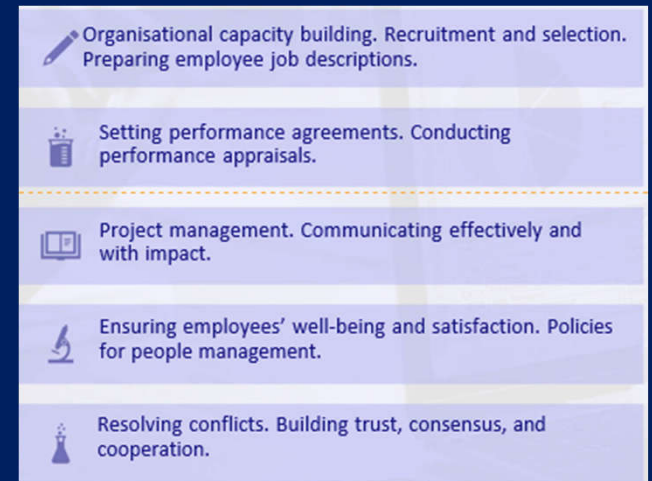 Organisational capacity building. Recruitment and selection.
Preparing employee job descriptions.
Setting performance agreements. Conducting
performance appraisals.
Project management. Communicating effectively and
with impact.
Ensuring employees’ well-being and satisfaction. Policies
for people management.
Resolving conflicts. Building trust, consensus, and
cooperation.